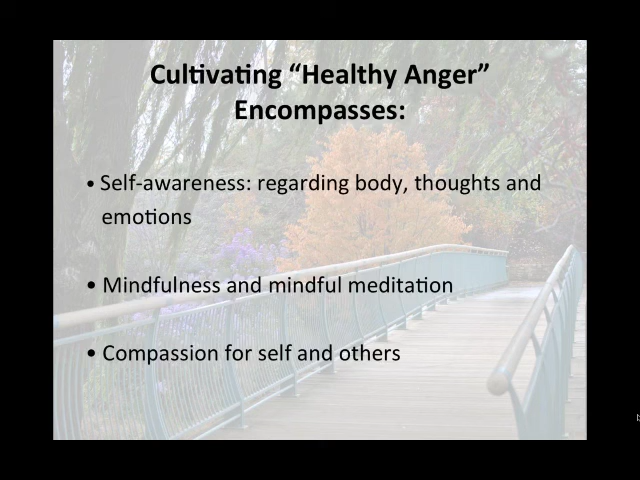 Cultivating “Healthy Anger”
Encompasses:
• Self-awareness: regarding body, thoughts and
emotions
• Mindfulness and mindful meditation
• Compassion for self and others